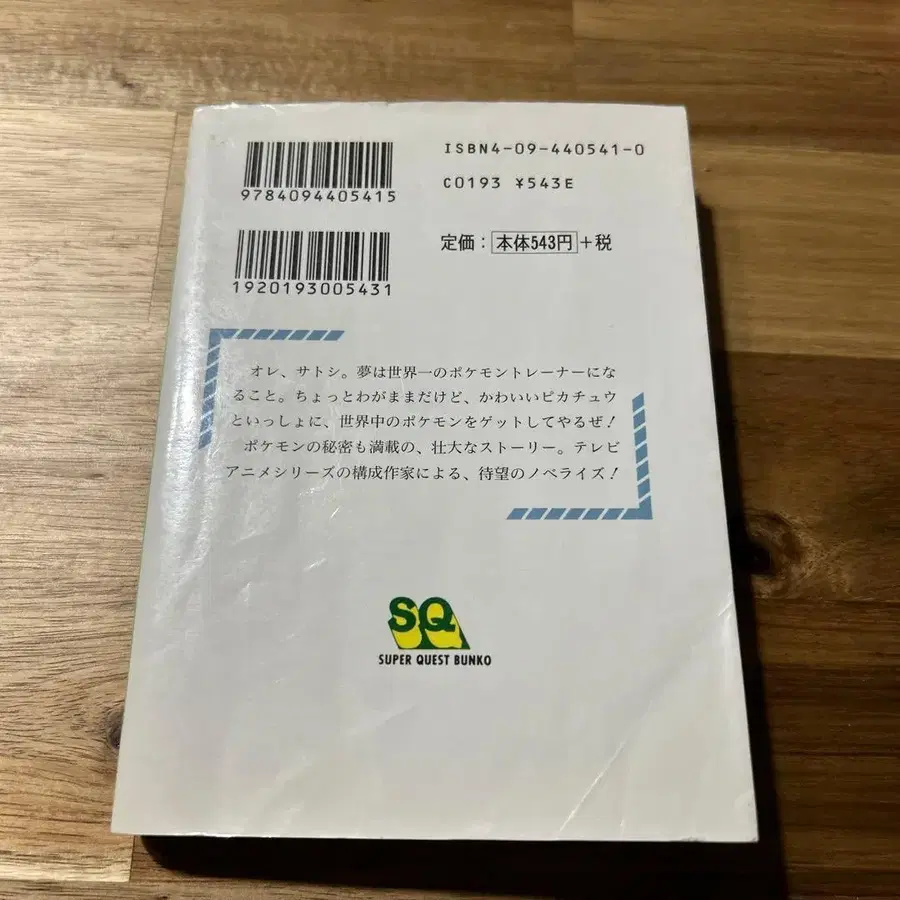 ISBN4-09-440541-0
9784094405415
C0193 ¥543E
定価：本体543円+税
1920193005431
オレ、サトシ。夢は世界一のポケモントレーナーにな
ること。ちょっとわがままだけど、かわいいピカチュウ
といっしょに、世界中のポケモンをゲットしてやるぜ！
ポケモンの秘密も満載の、壮大なストーリー。テレビ
アニメシリーズの構成作家による、待望のノベライズ！
SQ
SUPER QUEST BUNKO